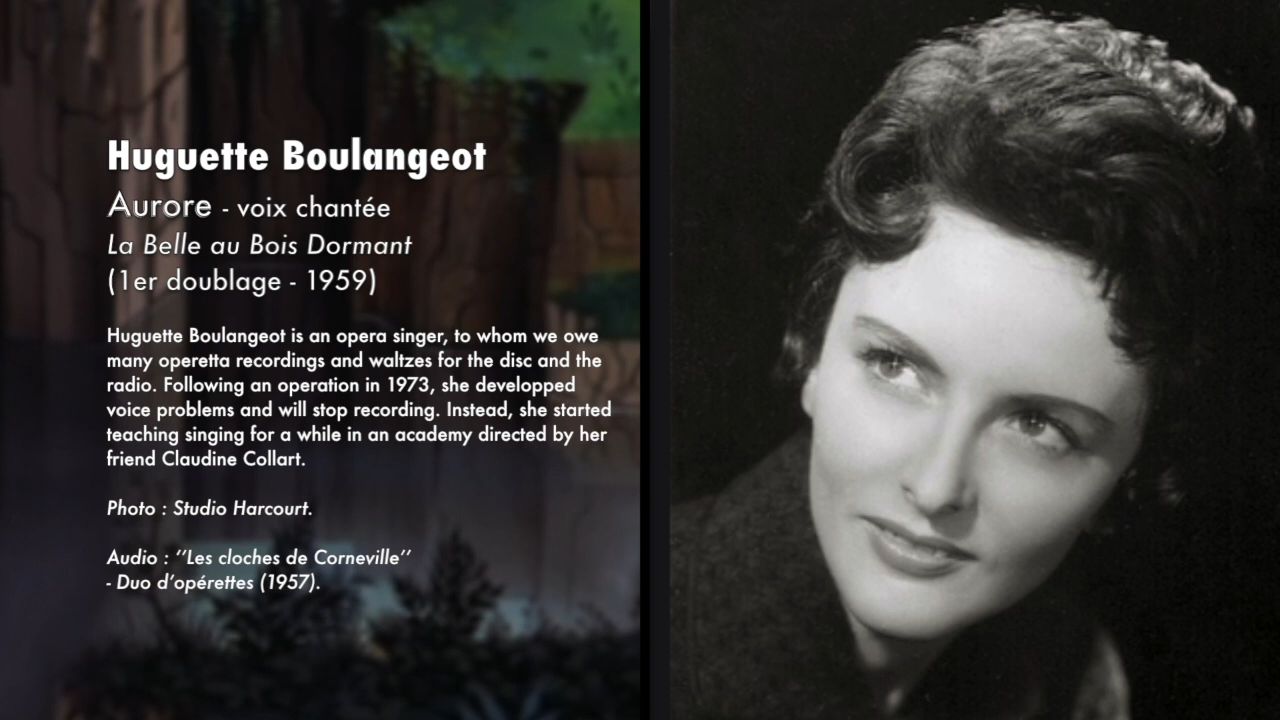 Huguette Boulangeot
Aurore - voix chantée
La Belle au Bois Dormant
(1er doublage - 1959)
Huguette Boulangeot is an opera singer, to whom we owe
many operetta recordings and waltzes for the disc and the
radio. Following an operation in 1973, she developped
voice problems and will stop recording. Instead, she started
teaching singing for a while in an academy directed by her
friend Claudine Collart.
Photo : Studio Harcourt.
Audio : ‘‘Les cloches de Corneville’’
- Duo d’opérettes (1957).